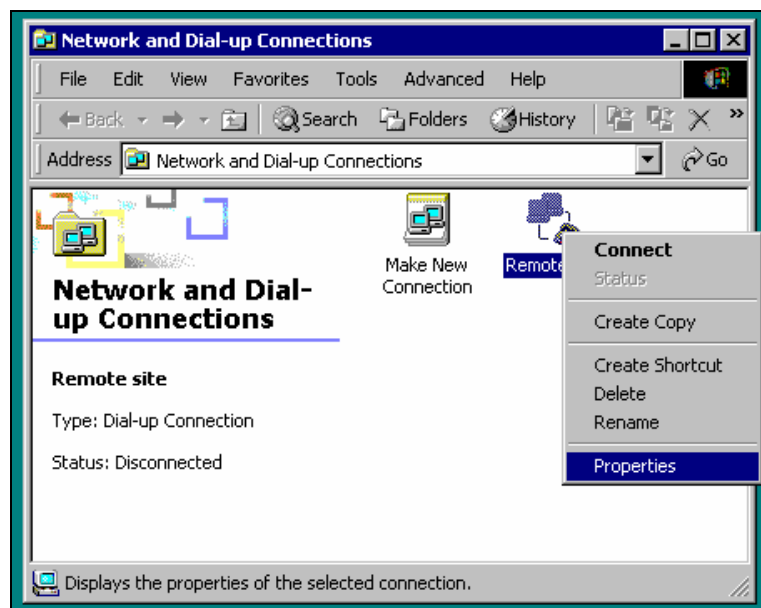 Network and Dial-up Connections
File Edit View Favorites Tools Advanced Help
Back Search Folders History »
Address Network and Dial-up Connections Go
Make New
Connection
Remote
Network and Dial-
up Connections
Remote site
Type: Dial-up Connection
Status: Disconnected
Connect
Status
Create Copy
Create Shortcut
Delete
Rename
Properties
Displays the properties of the selected connection.